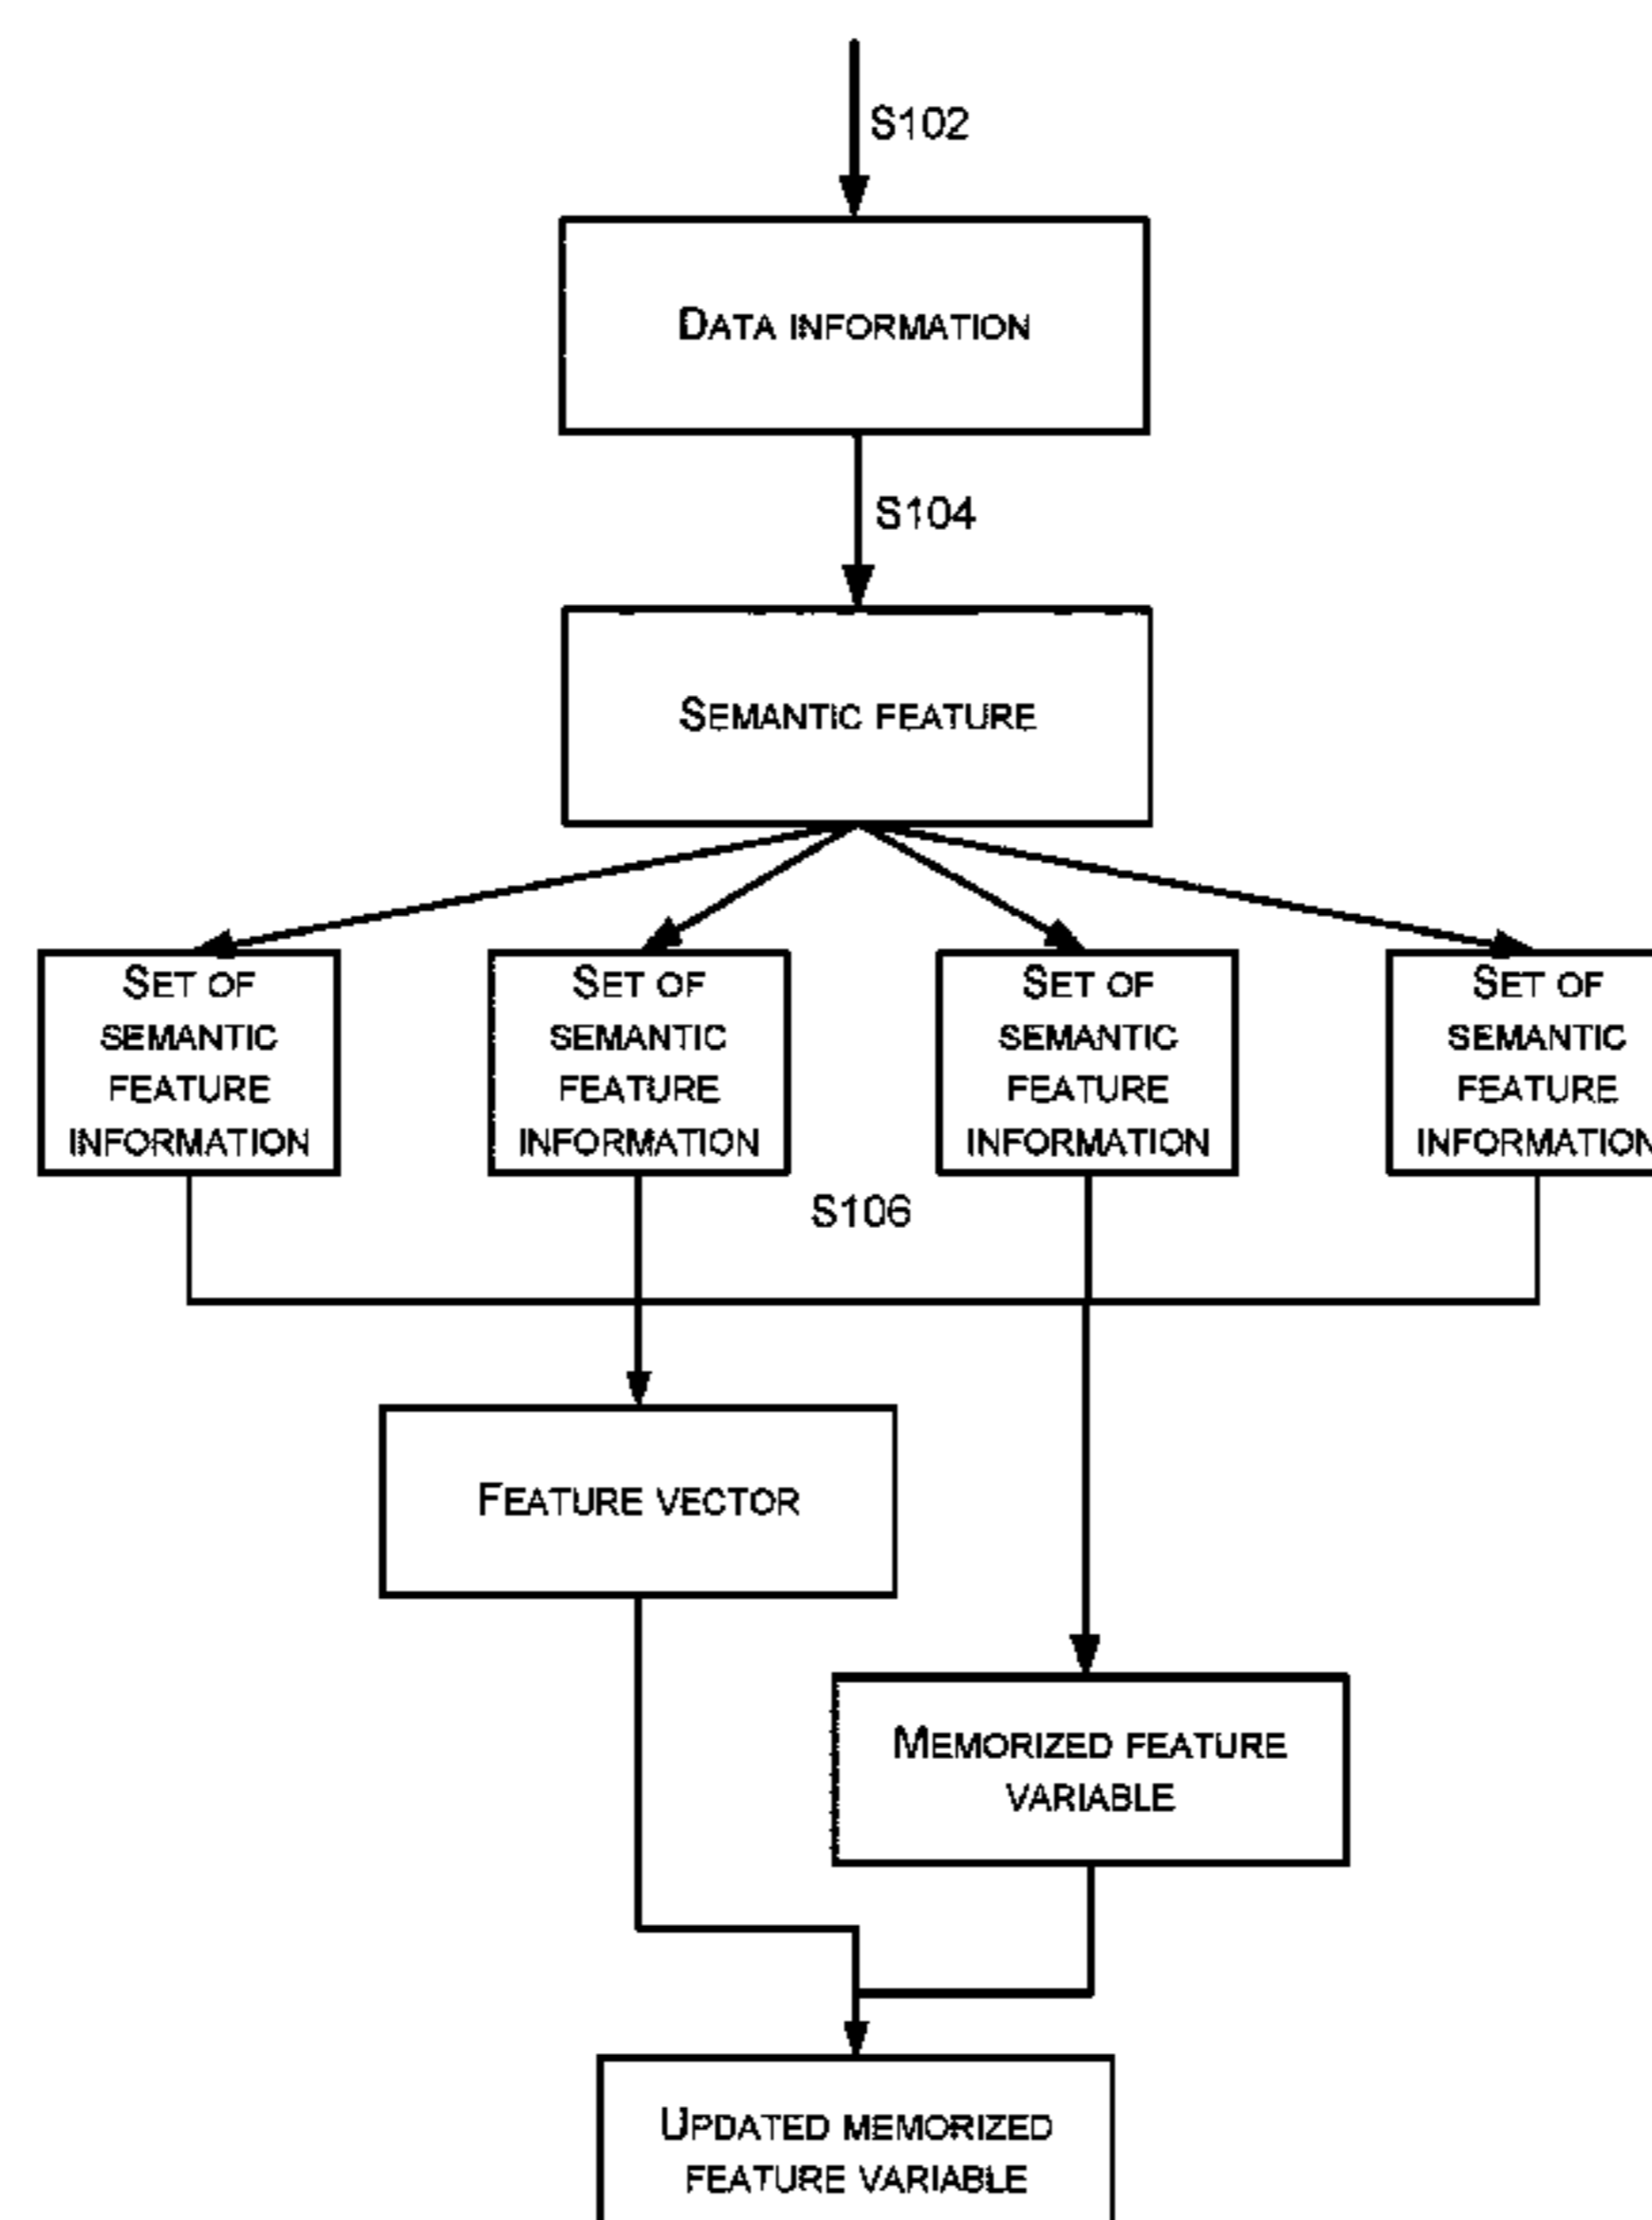 S102
DATA INFORMATION
S104
SEMANTIC FEATURE
SET OF
SEMANTIC
FEATURE
INFORMATION
SET OF
SEMANTIC
FEATURE
INFORMATION
SET OF
SEMANTIC
FEATURE
INFORMATION
SET OF
SEMANTIC
FEATURE
INFORMATION
S106
FEATURE VECTOR
MEMORIZED FEATURE
VARIABLE
UPDATED MEMORIZED
FEATURE VARIABLE